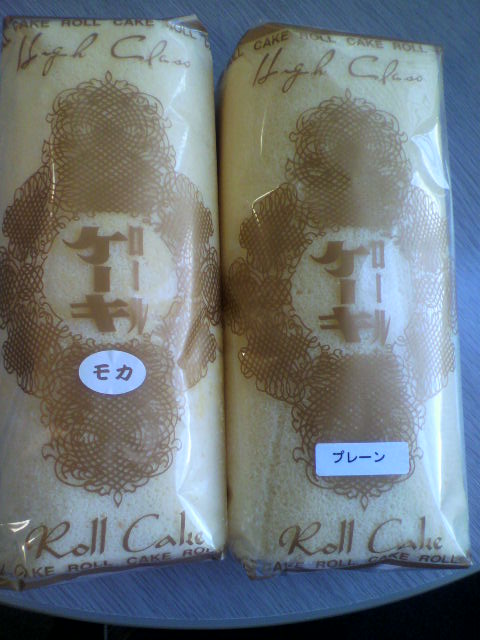 CAKE ROLL
High Class
ロール
ケーキ
モカ
Roll Cake
CAKE ROLL CAKE ROLL
CAKE ROLL CAKE ROLL
High Class
ロール
ケーキ
プレーン
Roll Cake
CAKE ROLL CAKE ROLL